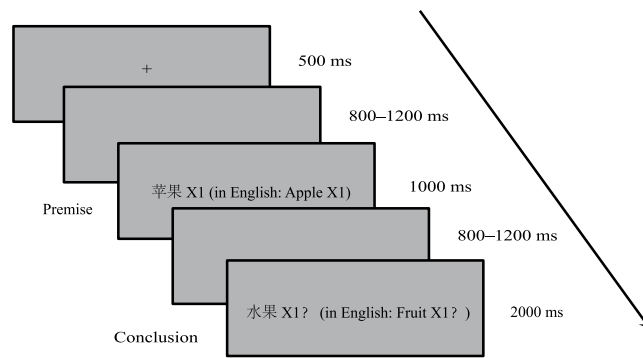 +
500 ms
800–1200 ms
苹果 X1 (in English: Apple X1)
1000 ms
Premise
800–1200 ms
水果 X1? (in English: Fruit X1? )
2000 ms
Conclusion